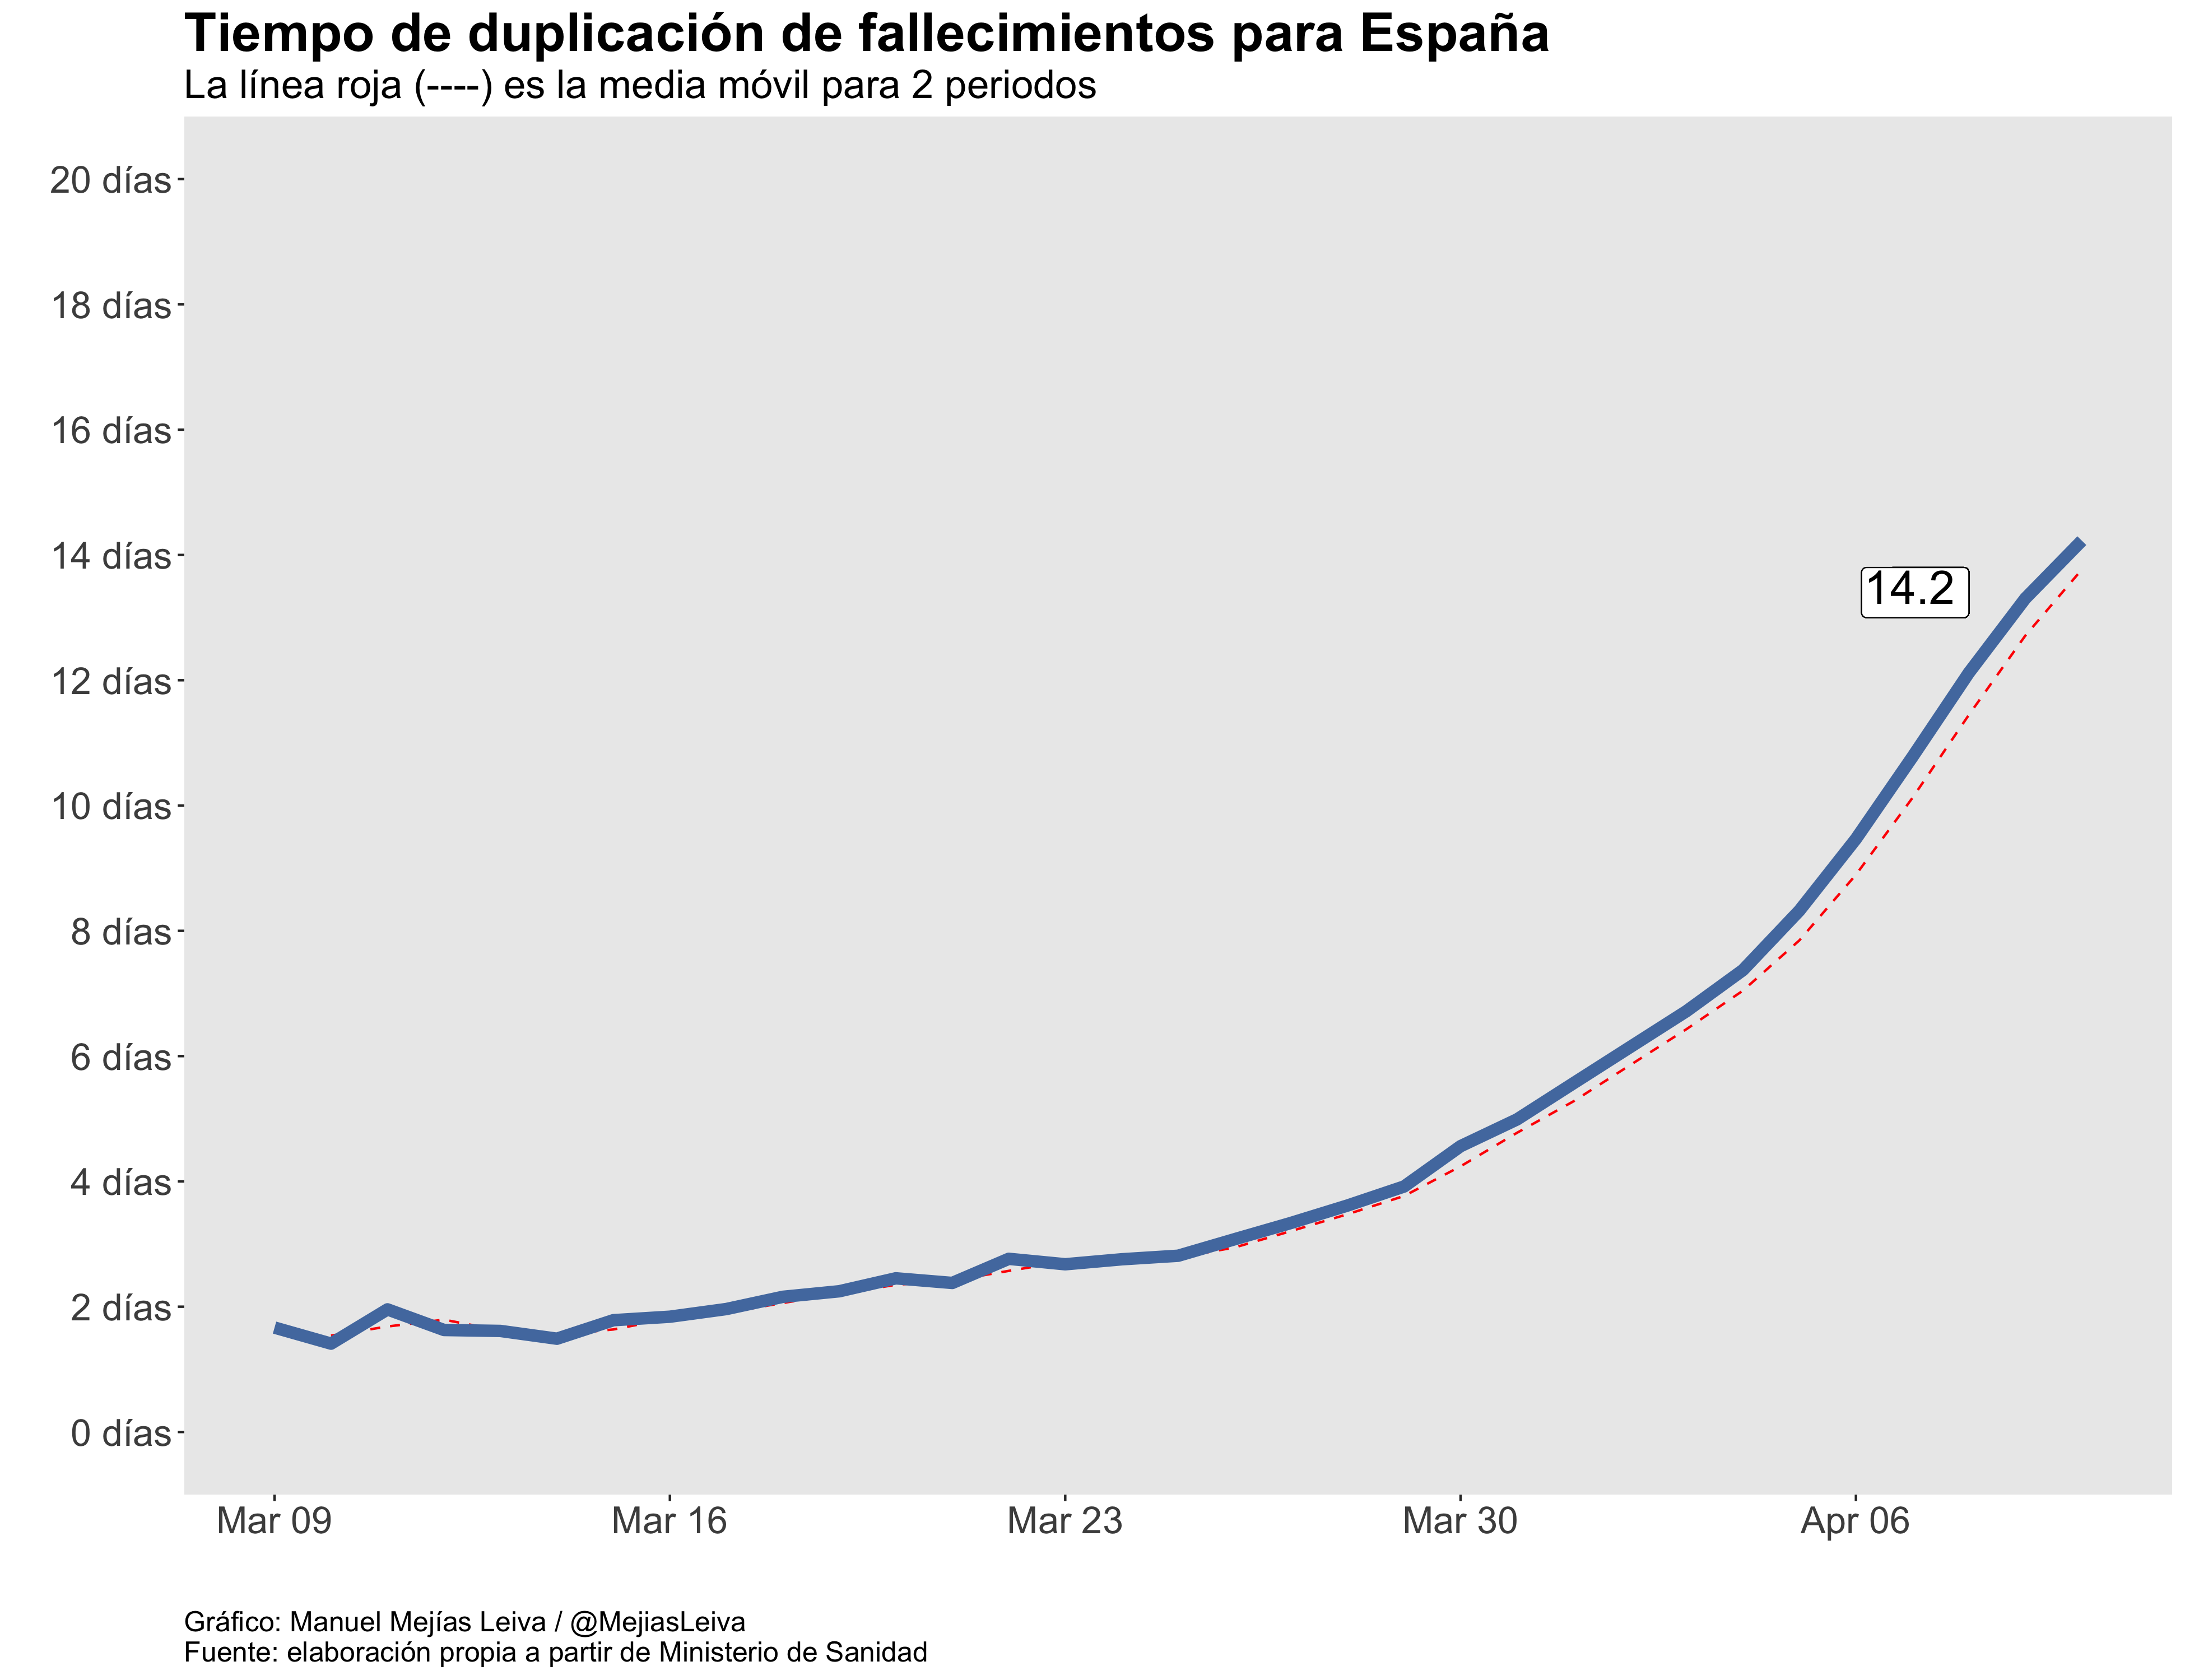 Tiempo de duplicación de fallecimientos para España
La línea roja (----) es la media móvil para 2 periodos
20 días
18 días
16 días
14 días
14.2
12 días
10 días
8 días
6 días
4 días
2 días
0 días
Mar 09 Mar 16 Mar 23 Mar 30 Apr 06
Gráfico: Manuel Mejías Leiva / @MejiasLeiva
Fuente: elaboración propia a partir de Ministerio de Sanidad